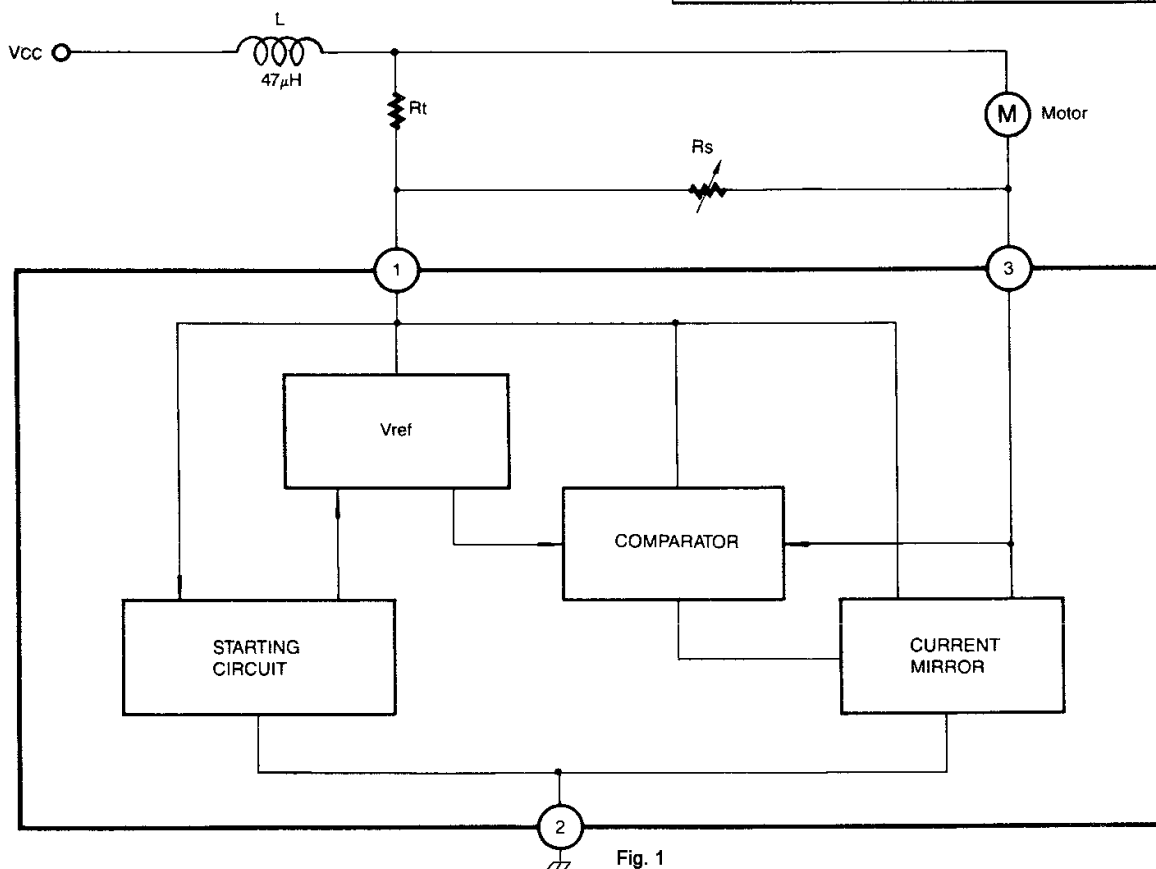 L
VCC
47μH
Rt
M Motor
Rs
1
3
Vref
COMPARATOR
STARTING
CIRCUIT
CURRENT
MIRROR
2
Fig. 1